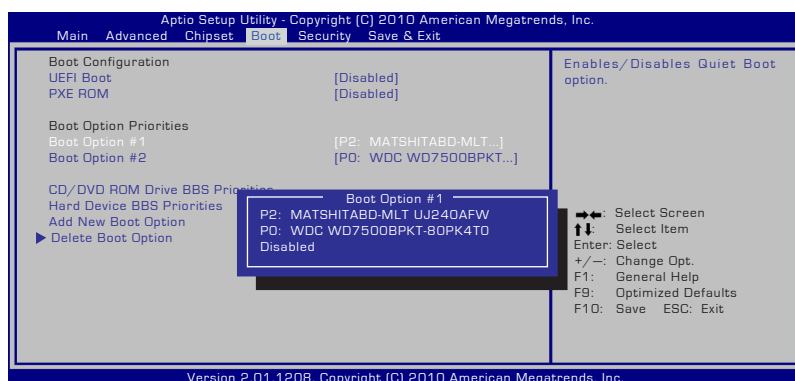 Aptio Setup Utility - Copyright (C) 2010 American Megatrends, Inc.
Main Advanced Chipset Boot Security Save & Exit
Boot Configuration
UEFI Boot [Disabled]
PXE ROM [Disabled]
Boot Option Priorities
Boot Option #1 [P2: MATSHITABD-MLT...]
Boot Option #2 [P0: WDC WD7500BPKT...]
CD/DVD ROM Drive BBS Priorities
Hard Device BBS Priorities
Add New Boot Option
Delete Boot Option
Boot Option #1
P2: MATSHITABD-MLT UJ240AFW
P0: WDC WD7500BPKT-80PK4T0
Disabled
Enables/Disables Quiet Boot
option.
→←: Select Screen
↑↓: Select Item
Enter: Select
+/—: Change Opt.
F1: General Help
F9: Optimized Defaults
F10: Save ESC: Exit
Version 2.01.1208. Copyright (C) 2010 American Megatrends, Inc.